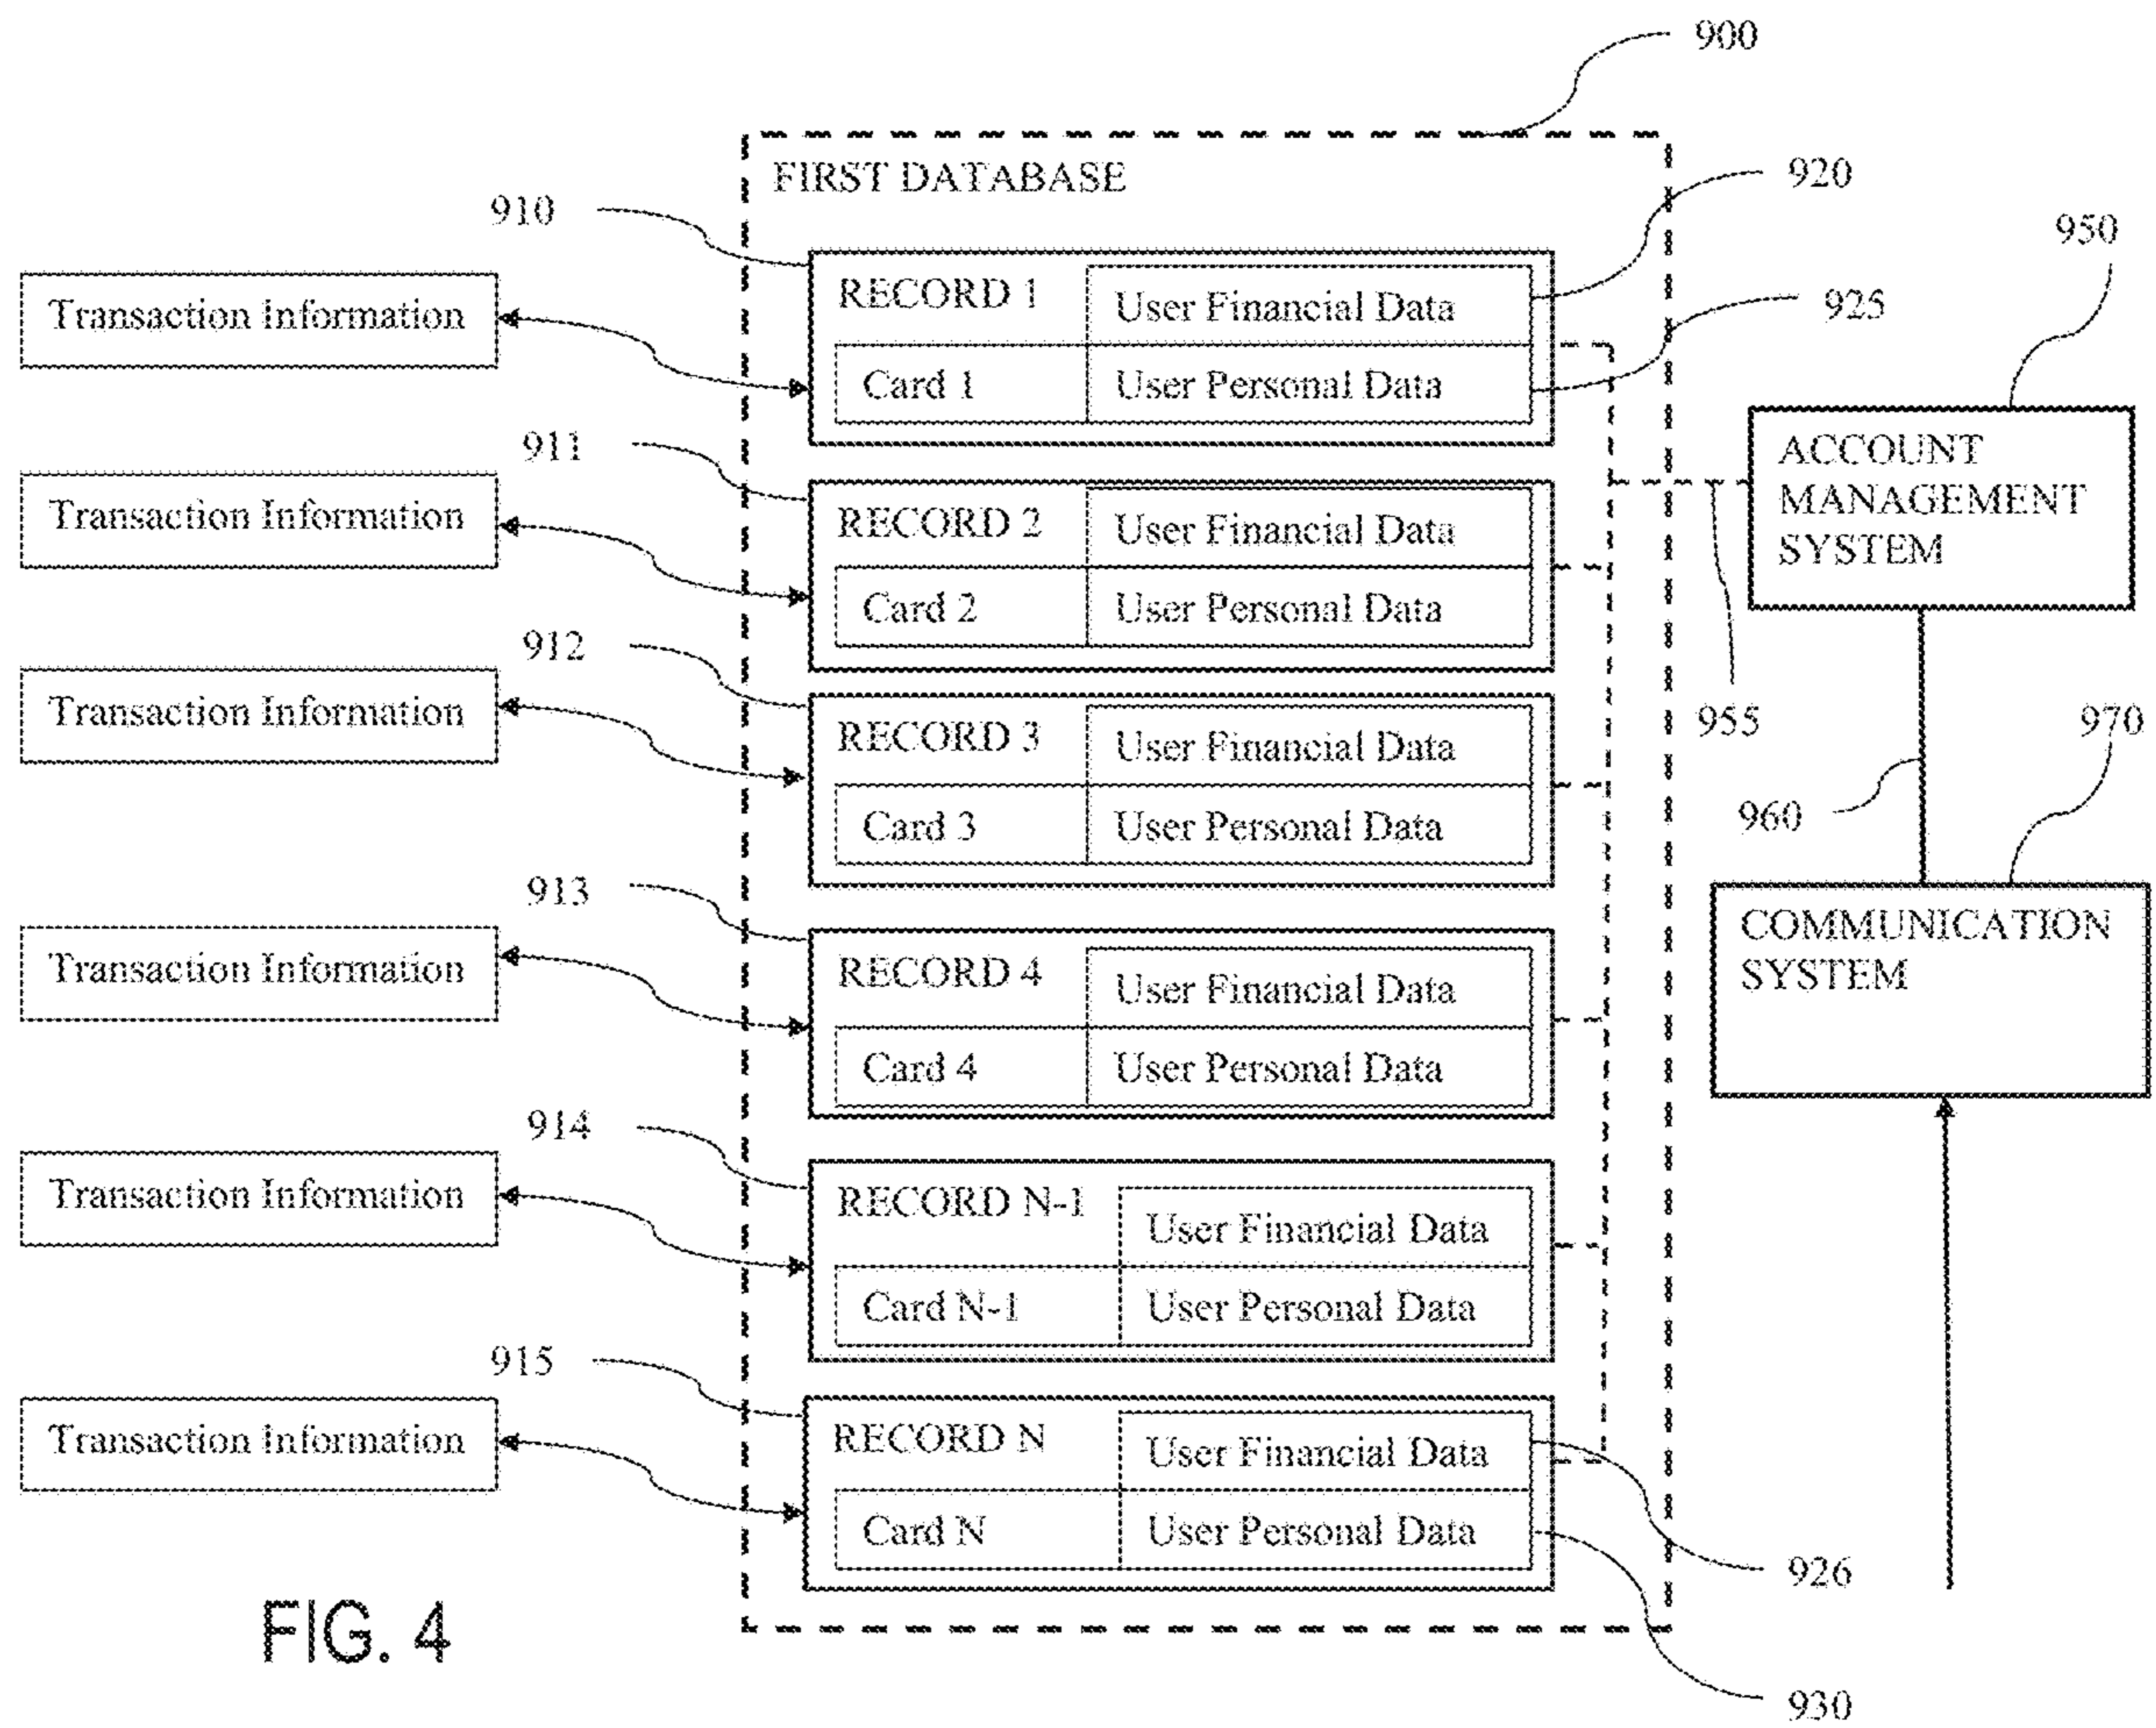 900
FIRST DATABASE
920
910
950
RECORD 1
User Financial Data
925
Transaction Information
Card 1
User Personal Data
911
ACCOUNT
MANAGEMENT
SYSTEM
Transaction Information
RECORD 2
User Financial Data
Card 2
User Personal Data
912
955
970
Transaction Information
RECORD 3
User Financial Data
960
Card 3
User Personal Data
913
COMMUNICATION
SYSTEM
Transaction Information
RECORD 4
User Financial Data
Card 4
User Personal Data
914
Transaction Information
RECORD N-1
User Financial Data
Card N-1
User Personal Data
915
Transaction Information
RECORD N
User Financial Data
Card N
User Personal Data
926
FIG. 4
930